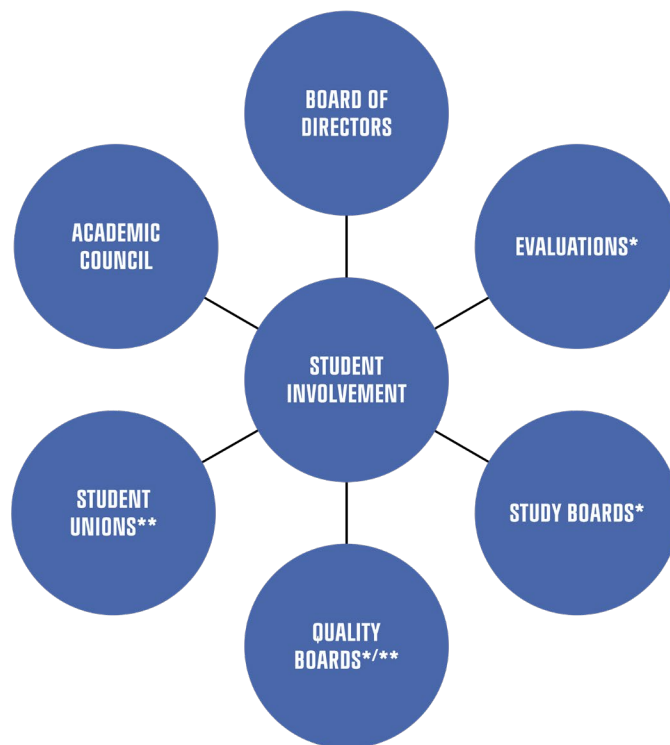 BOARD OF
DIRECTORS
ACADEMIC
COUNCIL
EVALUATIONS*
STUDENT
INVOLVEMENT
STUDENT
UNIONS**
STUDY BOARDS*
QUALITY
BOARDS*/**